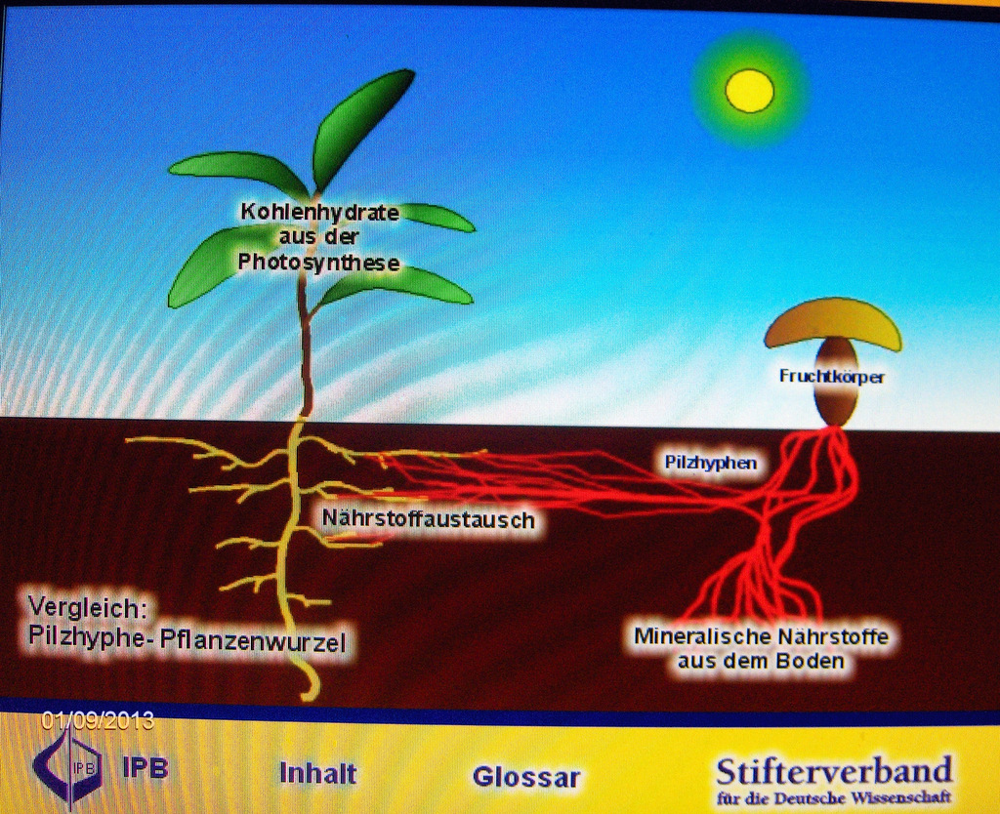 Kohlenhydrate
aus der
Photosynthese
Fruchtkörper
Pilzhyphen
Nährstoffaustausch
Vergleich:
Pilzhyphe- Pflanzenwurzel
Mineralische Nährstoffe
aus dem Boden
01/09/2013
IPB
IPB
Inhalt
Glossar
Stifterverband
für die Deutsche Wissenschaft